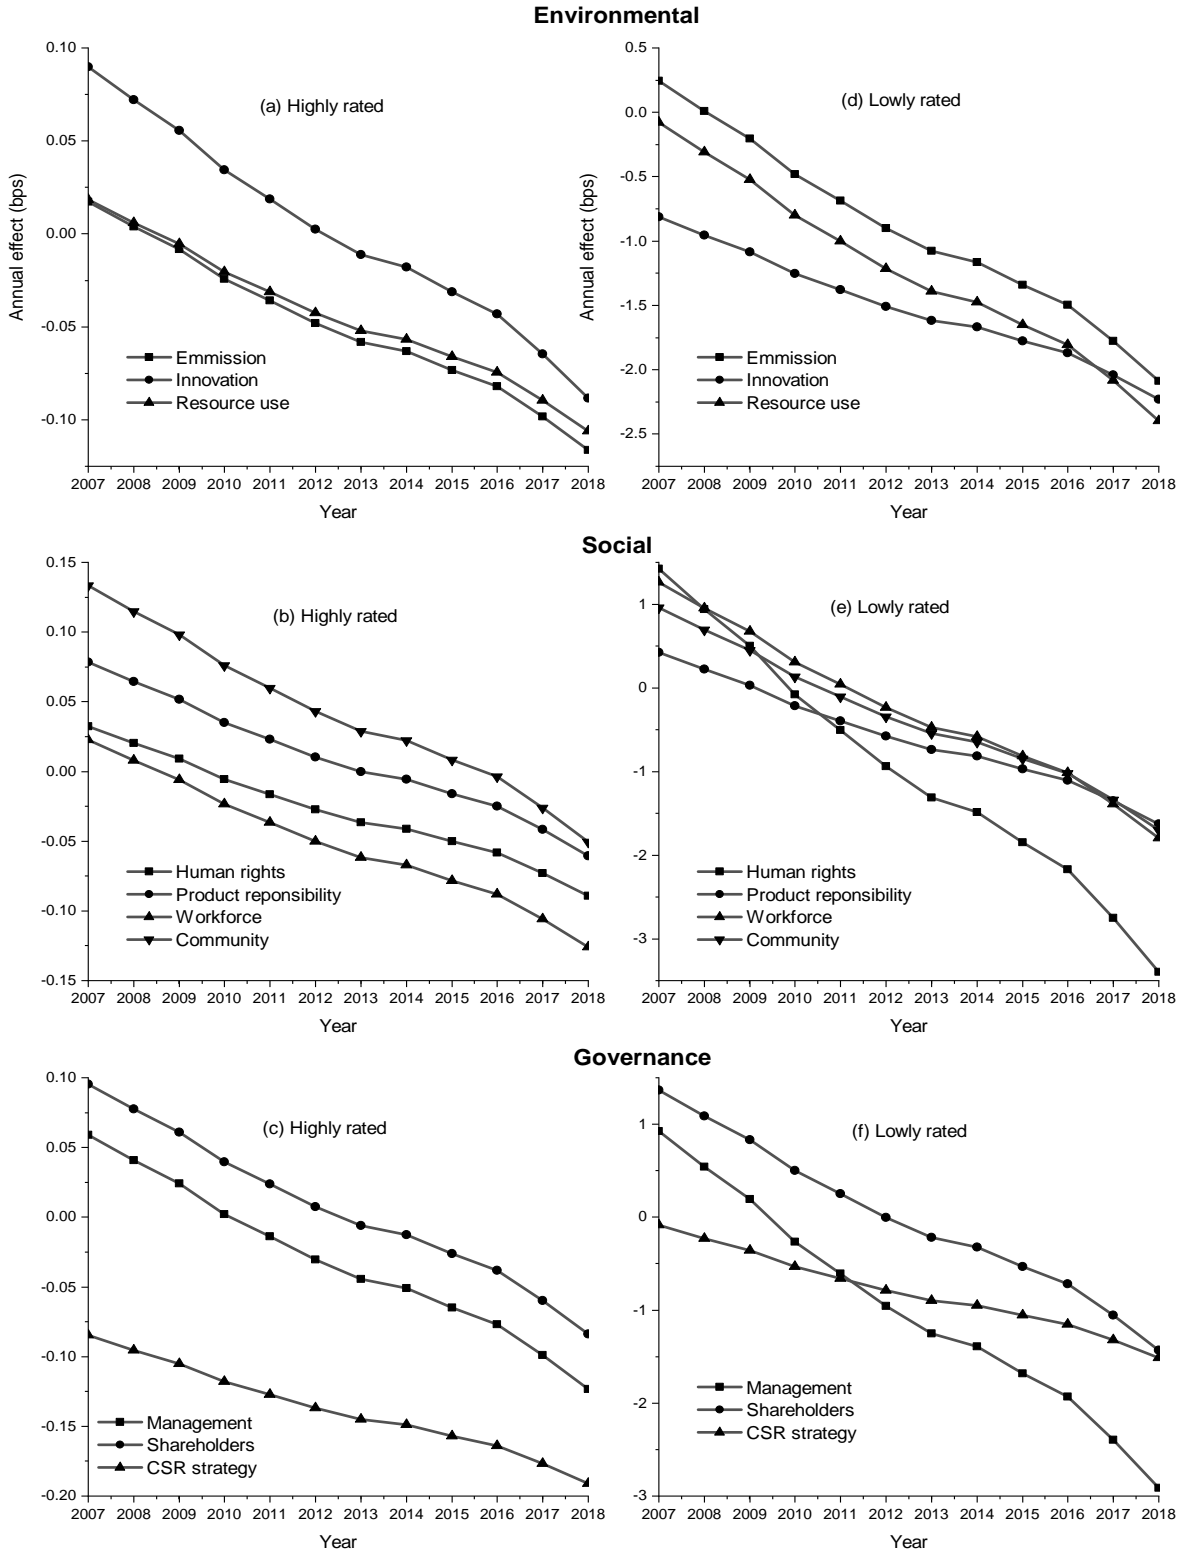 Environmental
(a) Highly rated
0.10
0.05
0.00
-0.05
-0.10
Annual effect (bps)
Emmission
Innovation
Resource use
2007 2008 2009 2010 2011 2012 2013 2014 2015 2016 2017 2018
Year
(d) Lowly rated
0.5
0.0
-0.5
-1.0
-1.5
-2.0
-2.5
Annual effect (bps)
Emmission
Innovation
Resource use
2007 2008 2009 2010 2011 2012 2013 2014 2015 2016 2017 2018
Year
Social
(b) Highly rated
0.15
0.10
0.05
0.00
-0.05
-0.10
-0.15
Human rights
Product reponsibility
Workforce
Community
2007 2008 2009 2010 2011 2012 2013 2014 2015 2016 2017 2018
Year
(e) Lowly rated
1
0
-1
-2
-3
Human rights
Product reponsibility
Workforce
Community
2007 2008 2009 2010 2011 2012 2013 2014 2015 2016 2017 2018
Year
Governance
(c) Highly rated
0.10
0.05
0.00
-0.05
-0.10
-0.15
-0.20
Management
Shareholders
CSR strategy
2007 2008 2009 2010 2011 2012 2013 2014 2015 2016 2017 2018
Year
(f) Lowly rated
1
0
-1
-2
-3
Management
Shareholders
CSR strategy
2007 2008 2009 2010 2011 2012 2013 2014 2015 2016 2017 2018
Year